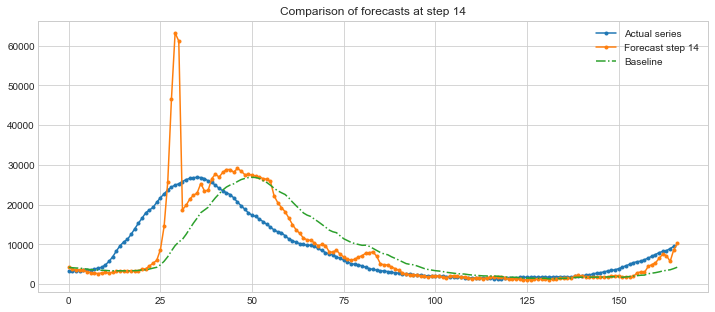 Comparison of forecasts at step 14
Actual series
Forecast step 14
Baseline
60000
50000
40000
30000
20000
10000
0
0 25 50 75 100 125 150